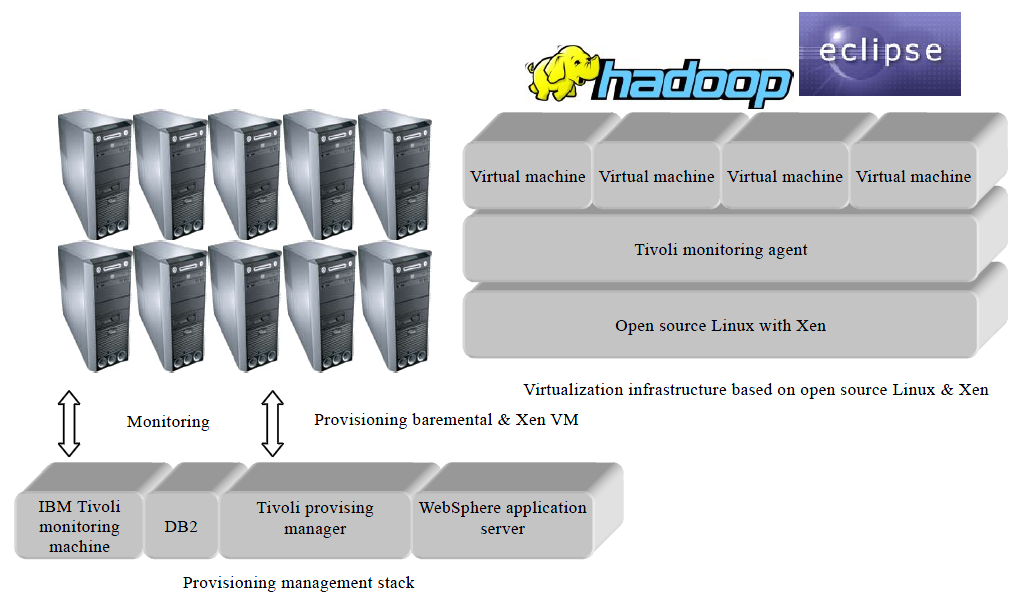 eclipse
hadoop
Virtual machine
Virtual machine
Virtual machine
Virtual machine
Tivoli monitoring agent
Open source Linux with Xen
Virtualization infrastructure based on open source Linux & Xen
Monitoring
Provisioning baremental & Xen VM
IBM Tivoli
monitoring
machine
DB2
Tivoli provising
manager
WebSphere application
server
Provisioning management stack